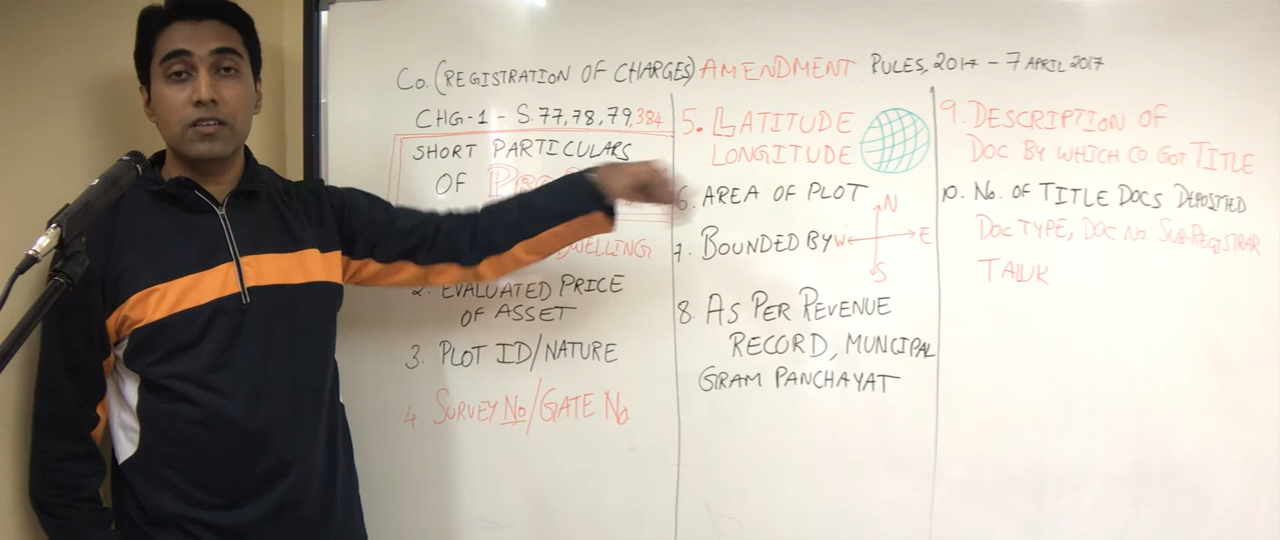 CO. (REGISTRATION OF CHARGES) AMENDMENT RULES, 2017 - 7 APRIL 2017
CHG-1 - S. 77, 78, 79, 384
SHORT PARTICULARS
OF
DWELLING
2. EVALUATED PRICE
OF ASSET
3. PLOT ID/NATURE
4 SURVEY NO/GATE NO.
5. LATITUDE
LONGITUDE
6. AREA OF PLOT
N
7. BOUNDED BY W E
S
8. AS PER REVENUE
RECORD, MUNCIPAL
GRAM PANCHAYAT
9. DESCRIPTION OF
DOC BY WHICH CO. GOT TITLE
10. NO. OF TITLE DOCS DEPOSITED
DOC TYPE, DOC NO. SUB-REGISTRAR
TALUK